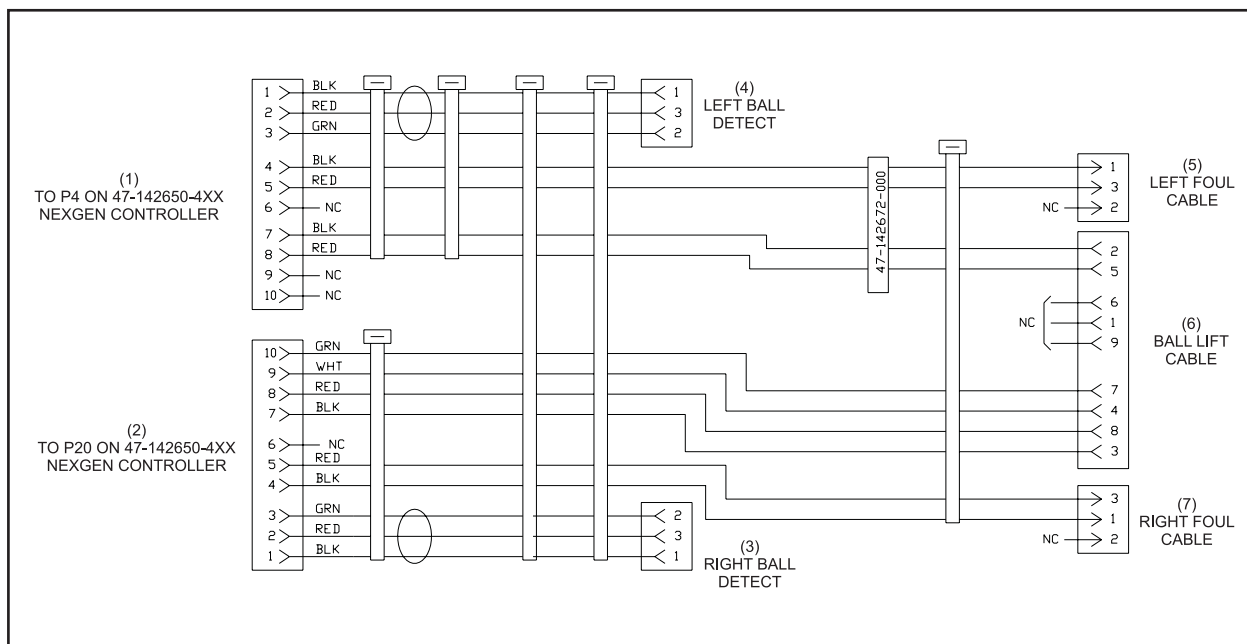 (1)
TO P4 ON 47-142650-4XX
NEXGEN CONTROLLER
1 BLK
2 RED
3 GRN
4 BLK
5 RED
6 NC
7 BLK
8 RED
9 NC
10 NC
1
3
2
(4)
LEFT BALL
DETECT
47-142672-000
1
3
NC 2
(5)
LEFT FOUL
CABLE
2
5
6
NC 1
9
7
4
8
3
(6)
BALL LIFT
CABLE
(2)
TO P20 ON 47-142650-4XX
NEXGEN CONTROLLER
10 GRN
9 WHT
8 RED
7 BLK
6 NC
5 RED
4 BLK
3 GRN
2 RED
1 BLK
2
3
1
(3)
RIGHT BALL
DETECT
3
1
NC 2
(7)
RIGHT FOUL
CABLE